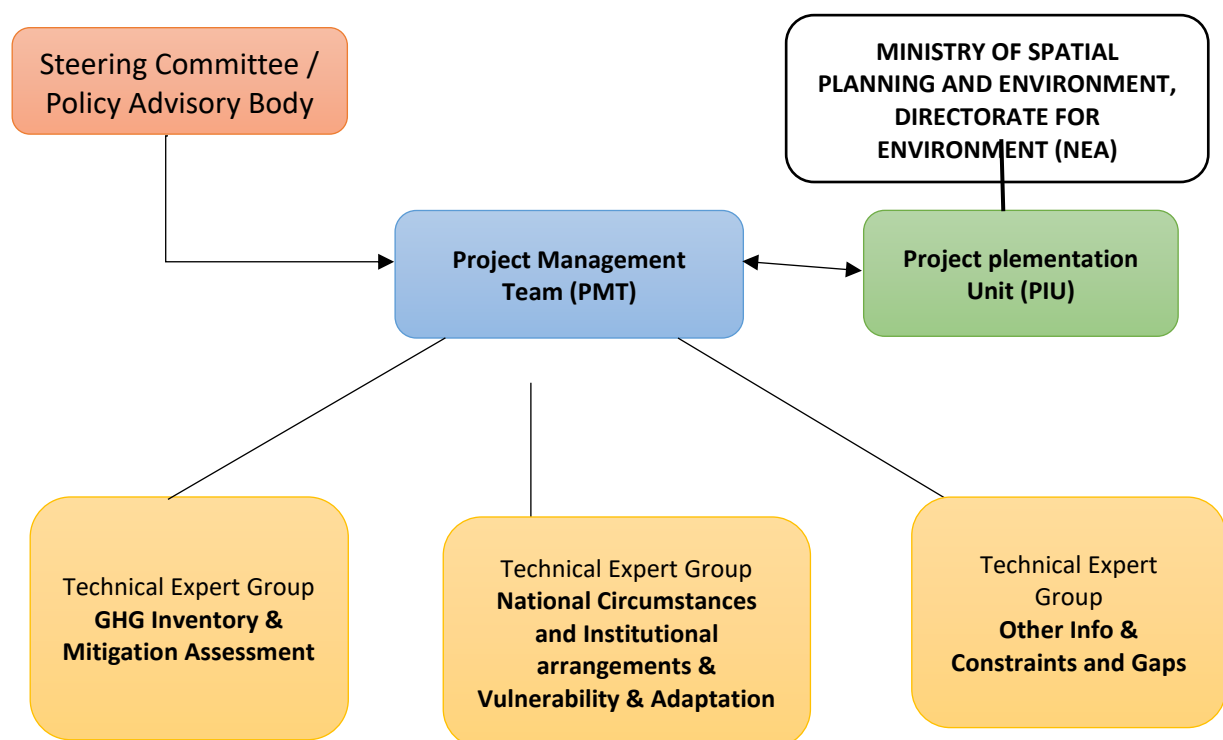 Steering Committee /
Policy Advisory Body
MINISTRY OF SPATIAL
PLANNING AND ENVIRONMENT,
DIRECTORATE FOR
ENVIRONMENT (NEA)
Project Management
Team (PMT)
Project plementation
Unit (PIU)
Technical Expert Group
GHG Inventory &
Mitigation Assessment
Technical Expert Group
National Circumstances
and Institutional
arrangements &
Vulnerability & Adaptation
Technical Expert
Group
Other Info &
Constraints and Gaps